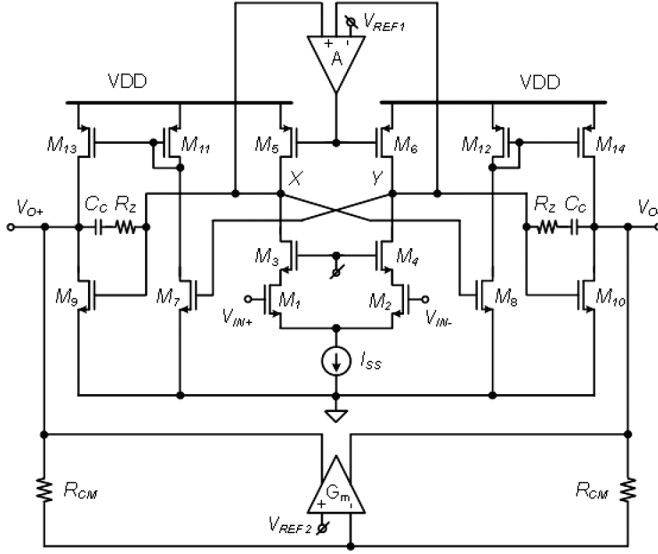 V_REF1
+ -
A
VDD
VDD
M13
M11
M5
M6
M12
M14
X
Y
VO+
CC
RZ
RZ
CC
VO-
M3
M4
M9
M7
M1
M2
M8
M10
VIN+
VIN-
ISS
RCM
Gm
+ -
VREF2
RCM